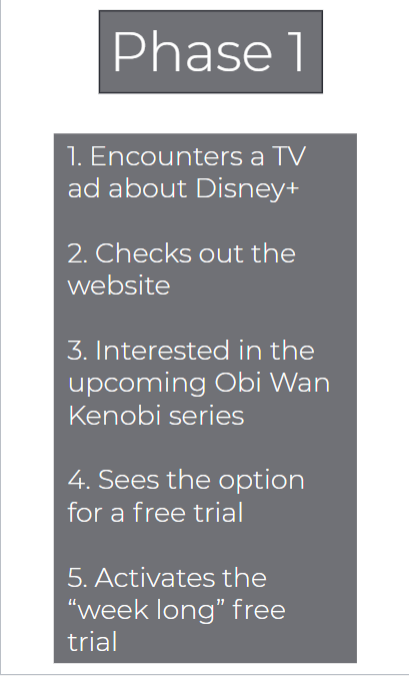 Phase 1
1. Encounters a TV
ad about Disney+
2. Checks out the
website
3. Interested in the
upcoming Obi Wan
Kenobi series
4. Sees the option
for a free trial
5. Activates the
“week long” free
trial